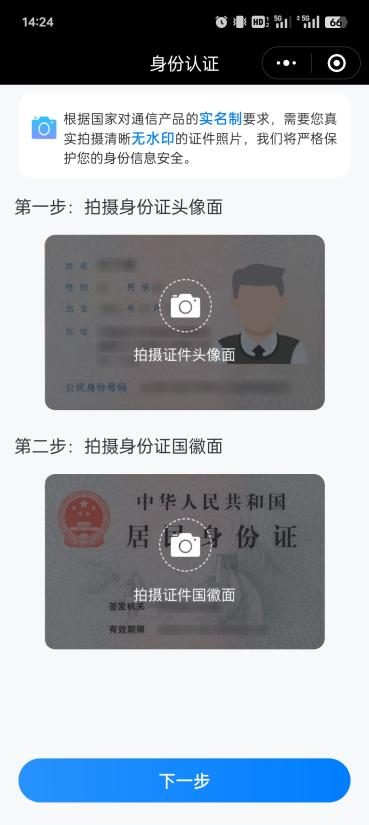 14:24
HD
5G
5G
66
身份认证
根据国家对通信产品的实名制要求，需要您真
实拍摄清晰无水印的证件照片，我们将严格保
护您的身份信息安全。
第一步：拍摄身份证头像面
姓名
性别 民族
出生 年 月
住址
拍摄证件头像面
公民身份号码
第二步：拍摄身份证国徽面
中华人民共和国
居民身份证
拍摄证件国徽面
签发机关
有效期限
下一步